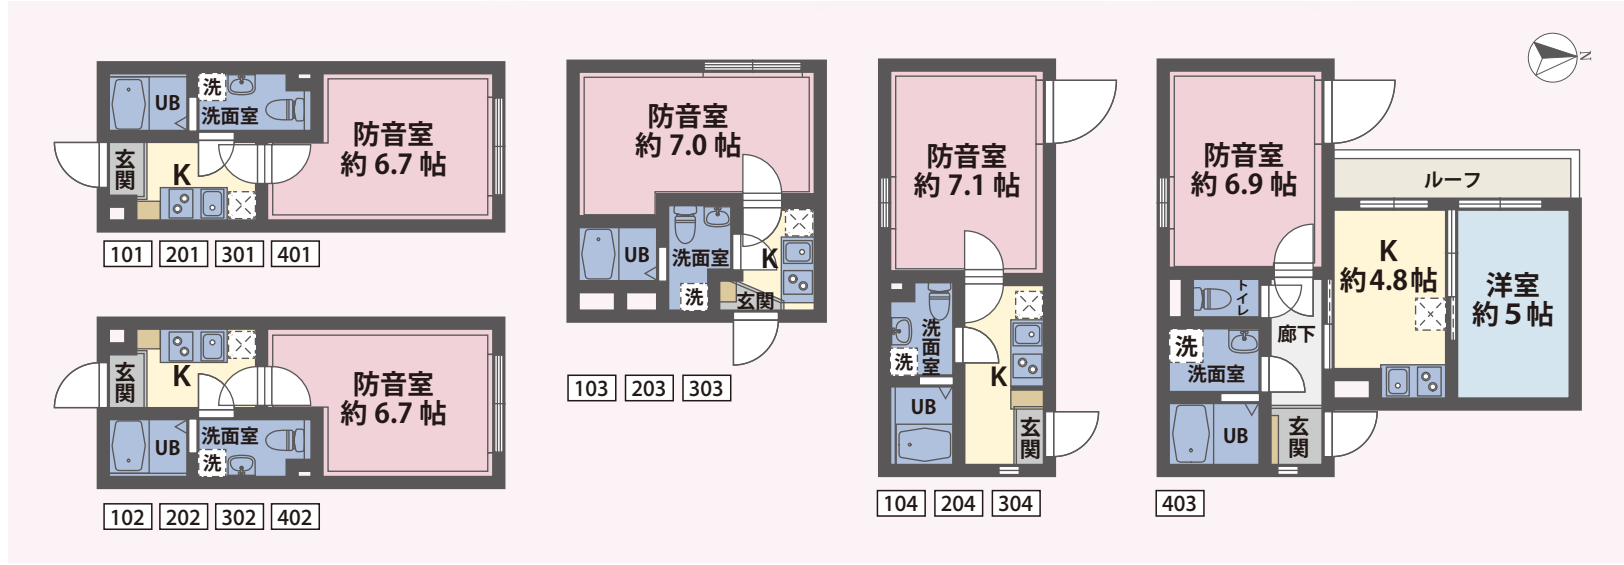 UB
洗
洗面室
防音室
約 6.7 帖
玄関
K
101 201 301 401
玄関
K
防音室
約 6.7 帖
UB
洗面室
洗
102 202 302 402
防音室
約 7.0 帖
UB
洗面室
K
洗
玄関
103 203 303
防音室
約 7.1 帖
洗面室
洗
K
UB
玄関
104 204 304
防音室
約 6.9 帖
ルーフ
トイレ
K
約4.8帖
洋室
約 5 帖
廊下
洗
洗面室
UB
玄関
403
N